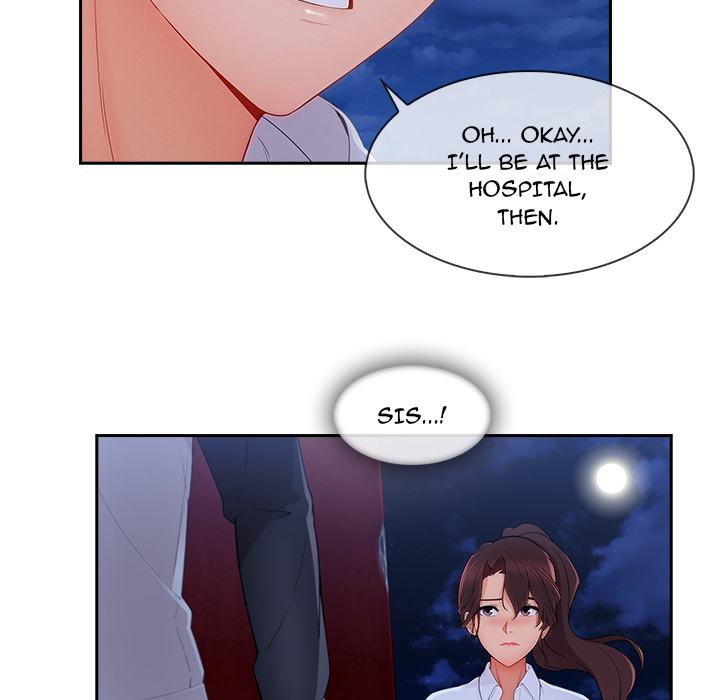 OH... OKAY...
I'LL BE AT THE
HOSPITAL,
THEN.
SIS...!